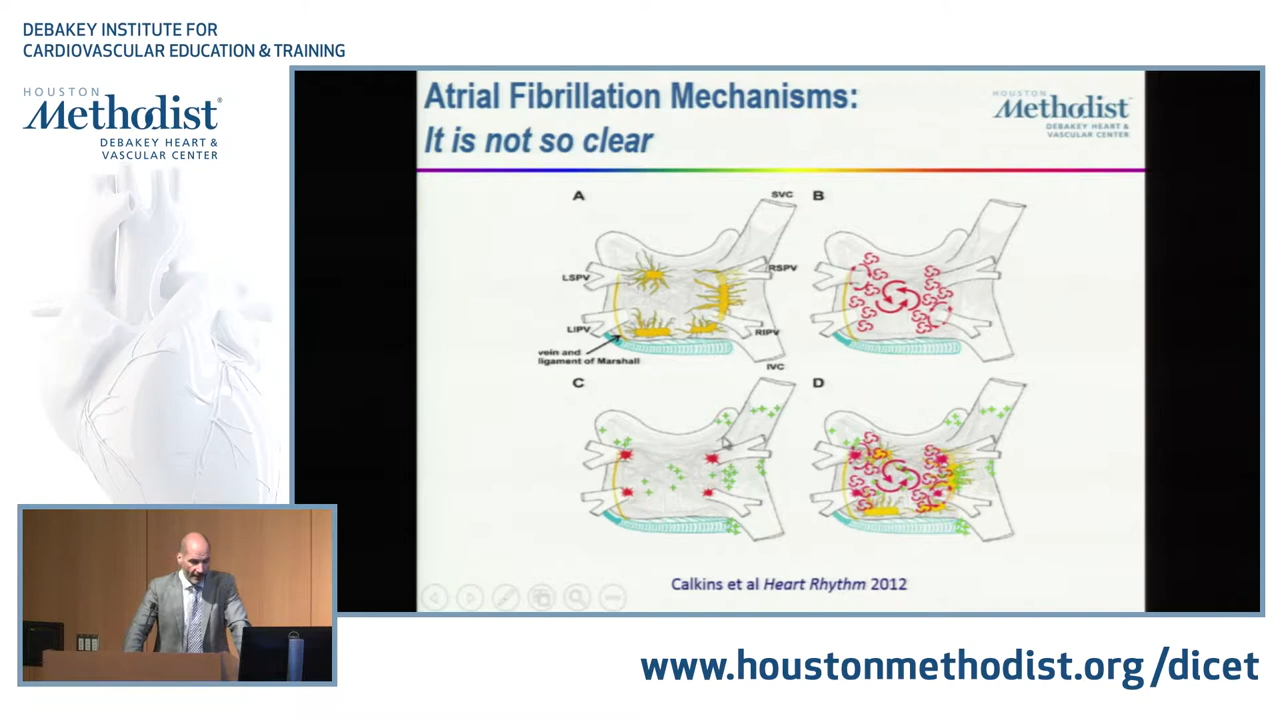 DEBAKEY INSTITUTE FOR
CARDIOVASCULAR EDUCATION & TRAINING
HOUSTON
Methodist®
DEBAKEY HEART &
VASCULAR CENTER
Atrial Fibrillation Mechanisms:
It is not so clear
HOUSTON
Methodist
DEBAKEY HEART &
VASCULAR CENTER
A
SVC
B
LSPV
RSPV
LIPV
RIPV
vein and
ligament of Marshall
IVC
C
D
Calkins et al Heart Rhythm 2012
www.houstonmethodist.org/dicet